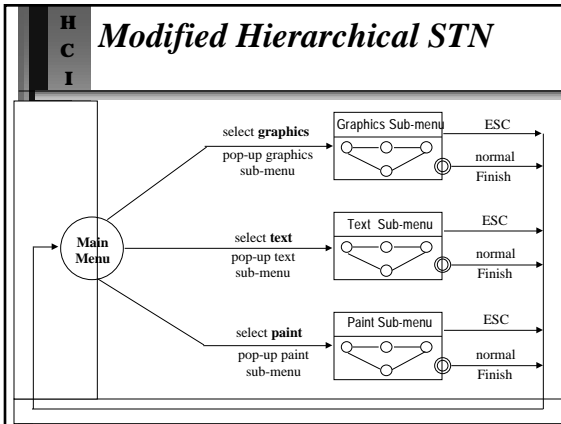 H
C
I
Modified Hierarchical STN
select graphics
pop-up graphics
sub-menu
Graphics Sub-menu
ESC
normal
Finish
Main
Menu
select text
pop-up text
sub-menu
Text Sub-menu
ESC
normal
Finish
select paint
pop-up paint
sub-menu
Paint Sub-menu
ESC
normal
Finish